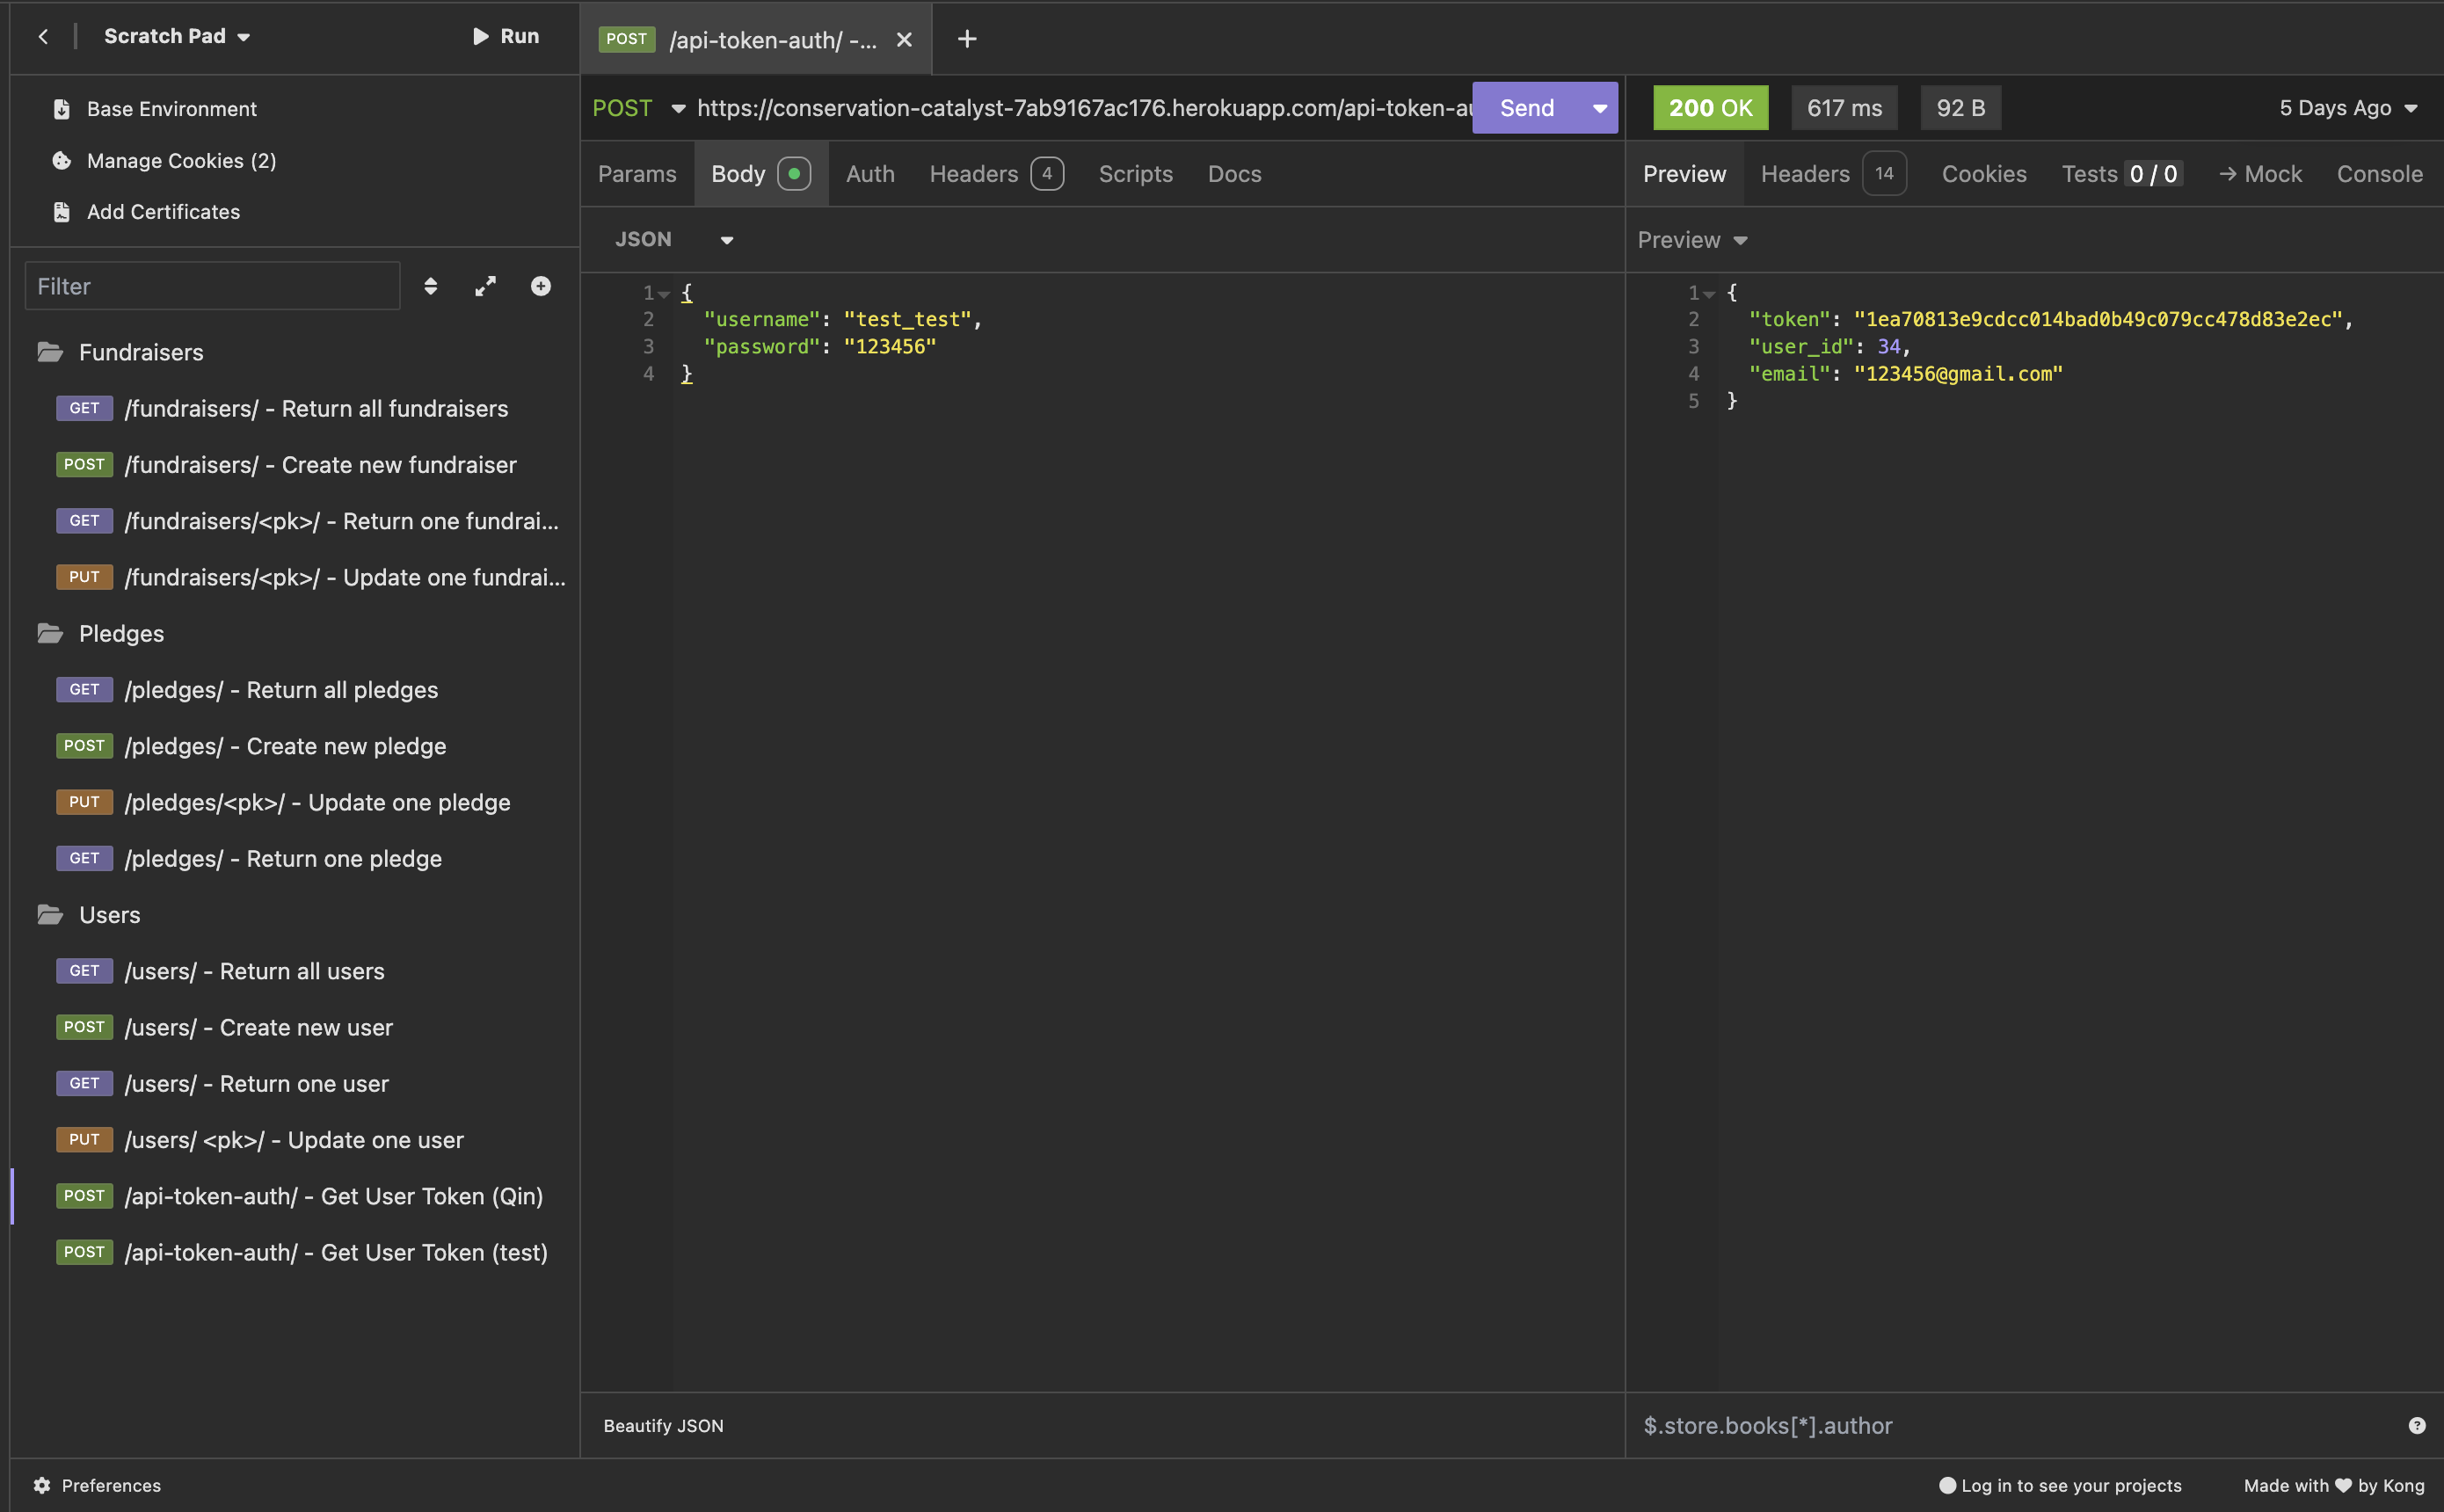 Scratch Pad
Run
Base Environment
Manage Cookies (2)
Add Certificates
Filter
Fundraisers
GET /fundraisers/ - Return all fundraisers
POST /fundraisers/ - Create new fundraiser
GET /fundraisers/<pk>/ - Return one fundrai...
PUT /fundraisers/<pk>/ - Update one fundrai...
Pledges
GET /pledges/ - Return all pledges
POST /pledges/ - Create new pledge
PUT /pledges/<pk>/ - Update one pledge
GET /pledges/ - Return one pledge
Users
GET /users/ - Return all users
POST /users/ - Create new user
GET /users/ - Return one user
PUT /users/ <pk>/ - Update one user
POST /api-token-auth/ - Get User Token (Qin)
POST /api-token-auth/ - Get User Token (test)
Preferences
POST /api-token-auth/ -...
POST https://conservation-catalyst-7ab9167ac176.herokuapp.com/api-token-au
Send
Params Body Auth Headers 4 Scripts Docs
JSON
1 {
2 "username": "test_test",
3 "password": "123456"
4 }
Beautify JSON
200 OK 617 ms 92 B 5 Days Ago
Preview Headers 14 Cookies Tests 0 / 0 → Mock Console
Preview
1 {
2 "token": "1ea70813e9cdcc014bad0b49c079cc478d83e2ec",
3 "user_id": 34,
4 "email": "123456@gmail.com"
5 }
$.store.books[*].author
?
Log in to see your projects
Made with ♥ by Kong